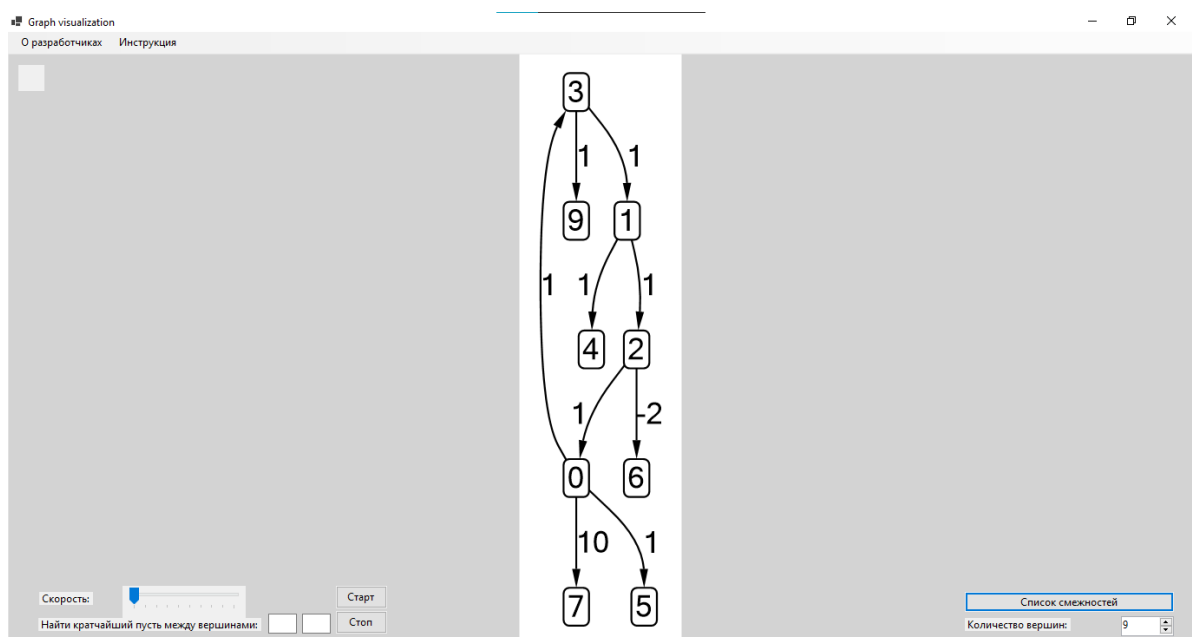 Graph visualization
О разработчиках Инструкция
3
1 1
9 1
1 1 1
4 2
1 -2
0 6
10 1
7 5
Скорость: Старт
Найти кратчайший пусть между вершинами: Стоп
Список смежностей
Количество вершин: 9